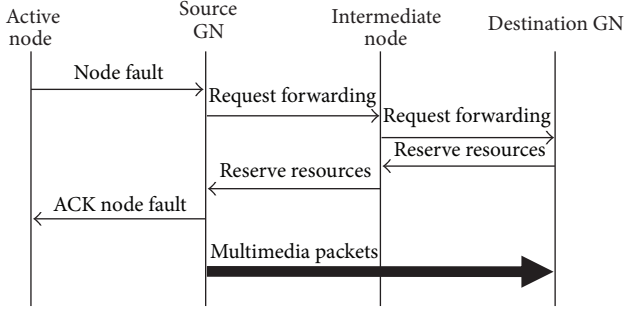 Active
node
Source
GN
Intermediate
node
Destination GN
Node fault
Request forwarding
Request forwarding
Reserve resources
Reserve resources
ACK node fault
Multimedia packets